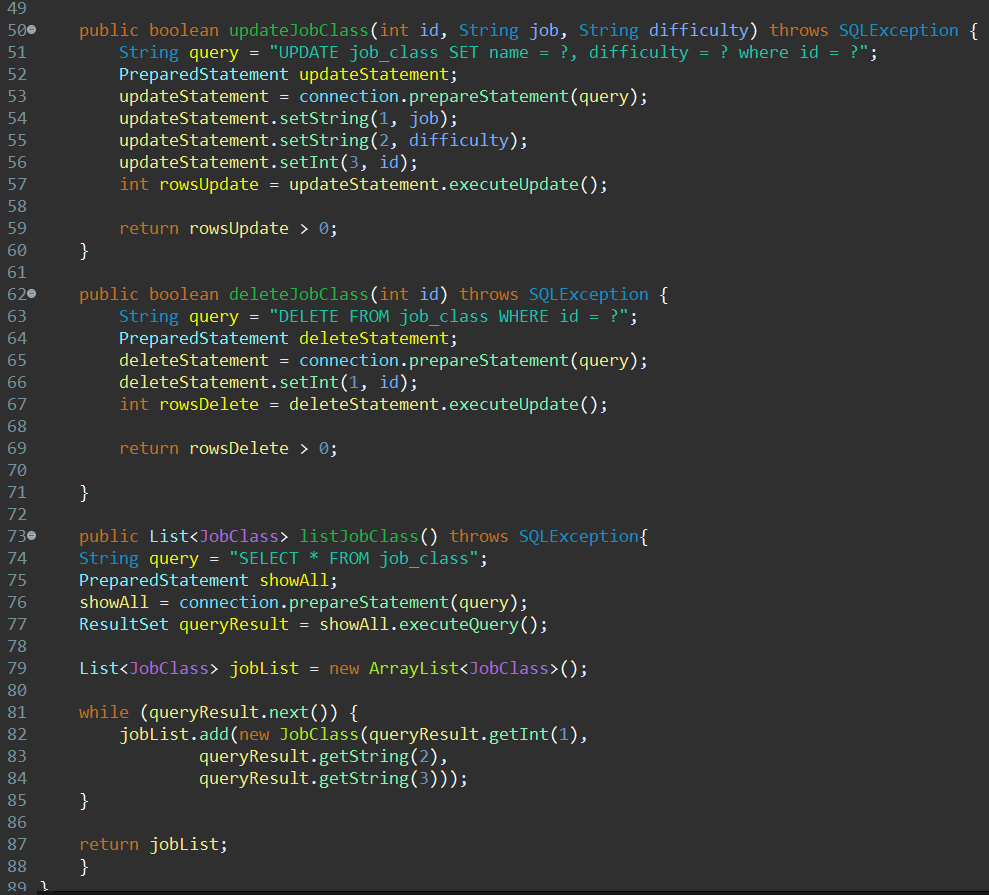 49
50 public boolean updateJobClass(int id, String job, String difficulty) throws SQLException {
51 String query = "UPDATE job_class SET name = ?, difficulty = ? where id = ?";
52 PreparedStatement updateStatement;
53 updateStatement = connection.prepareStatement(query);
54 updateStatement.setString(1, job);
55 updateStatement.setString(2, difficulty);
56 updateStatement.setInt(3, id);
57 int rowsUpdate = updateStatement.executeUpdate();
58
59 return rowsUpdate > 0;
60 }
61
62 public boolean deleteJobClass(int id) throws SQLException {
63 String query = "DELETE FROM job_class WHERE id = ?";
64 PreparedStatement deleteStatement;
65 deleteStatement = connection.prepareStatement(query);
66 deleteStatement.setInt(1, id);
67 int rowsDelete = deleteStatement.executeUpdate();
68
69 return rowsDelete > 0;
70
71 }
72
73 public List<JobClass> listJobClass() throws SQLException{
74 String query = "SELECT * FROM job_class";
75 PreparedStatement showAll;
76 showAll = connection.prepareStatement(query);
77 ResultSet queryResult = showAll.executeQuery();
78
79 List<JobClass> jobList = new ArrayList<JobClass>();
80
81 while (queryResult.next()) {
82 jobList.add(new JobClass(queryResult.getInt(1),
83 queryResult.getString(2),
84 queryResult.getString(3)));
85 }
86
87 return jobList;
88 }
89 }